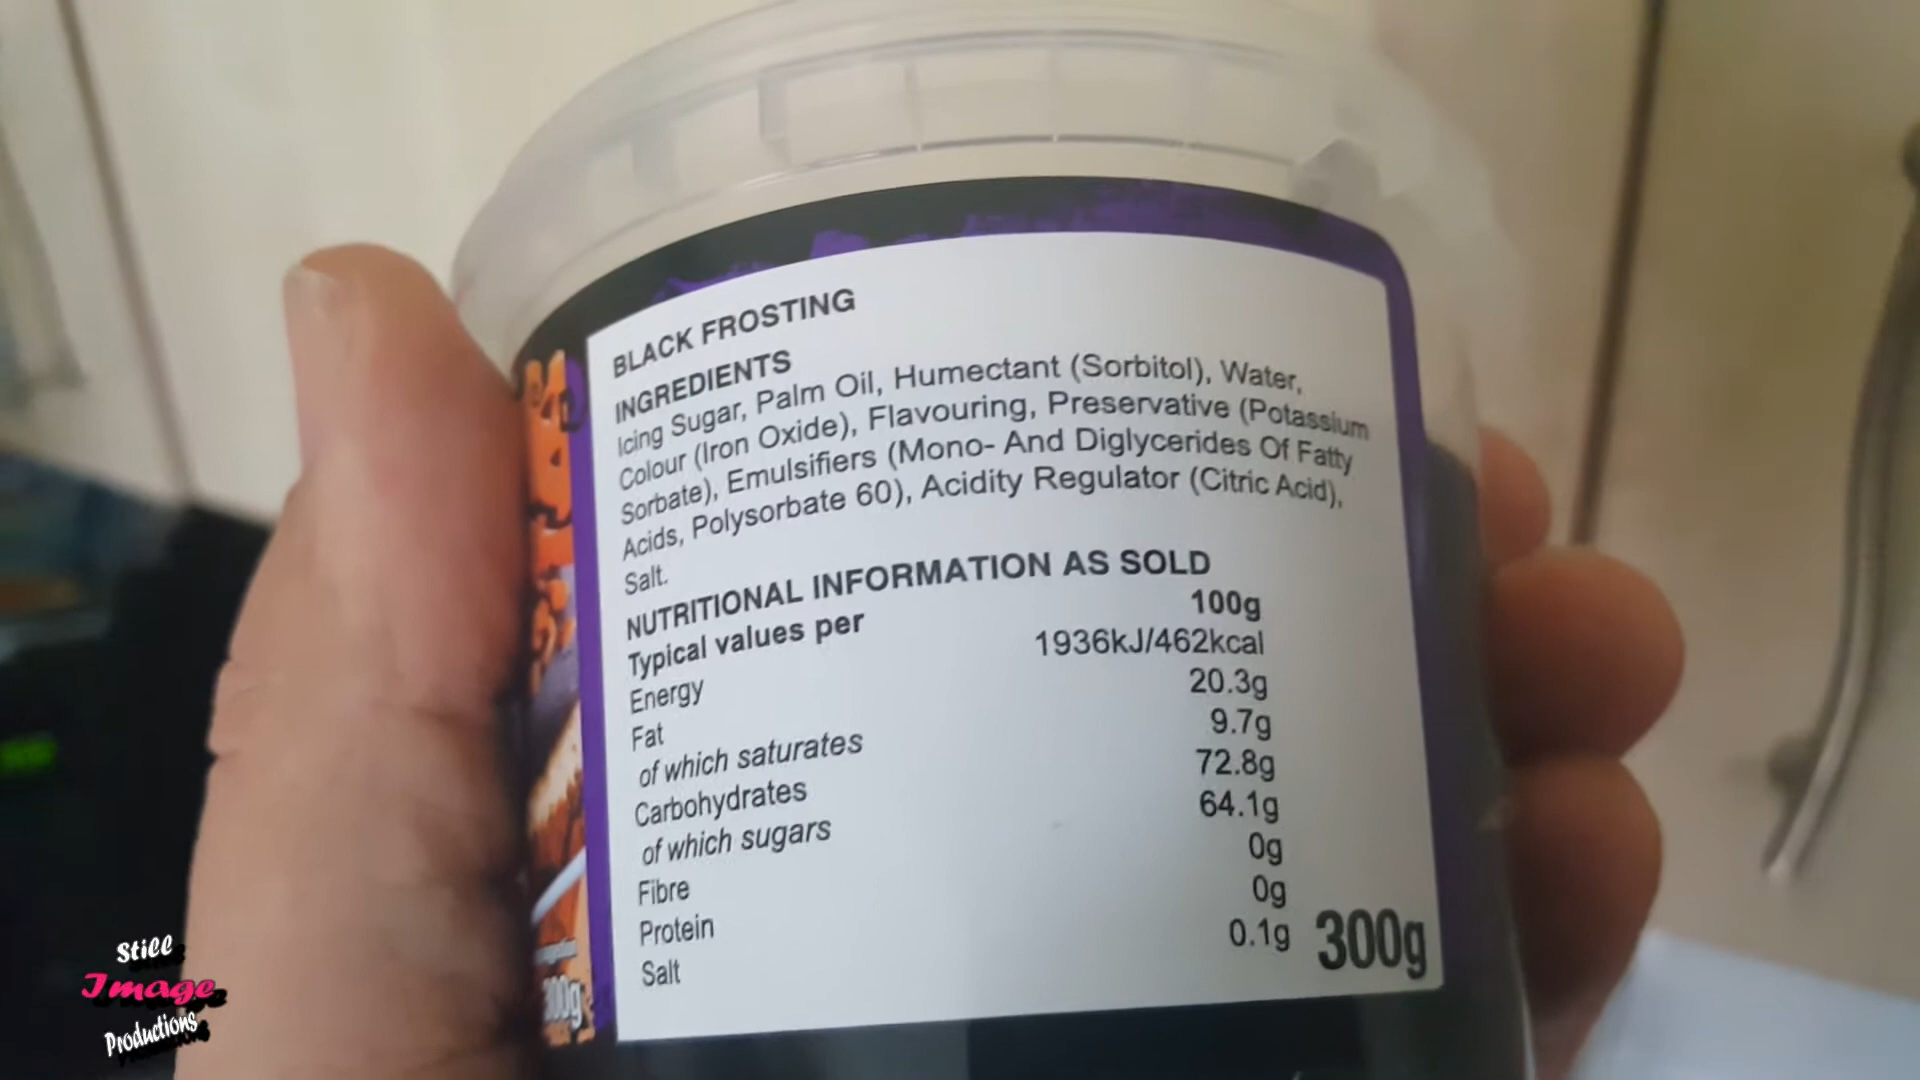 BLACK FROSTING
INGREDIENTS
Icing Sugar, Palm Oil, Humectant (Sorbitol), Water,
Colour (Iron Oxide), Flavouring, Preservative (Potassium
Sorbate), Emulsifiers (Mono- And Diglycerides Of Fatty
Acids, Polysorbate 60), Acidity Regulator (Citric Acid),
Salt.
NUTRITIONAL INFORMATION AS SOLD
Typical values per 100g
Energy 1936kJ/462kcal
Fat 20.3g
of which saturates 9.7g
Carbohydrates 72.8g
of which sugars 64.1g
Fibre 0g
Protein 0g
Salt 0.1g
300g
Still
Image
Productions